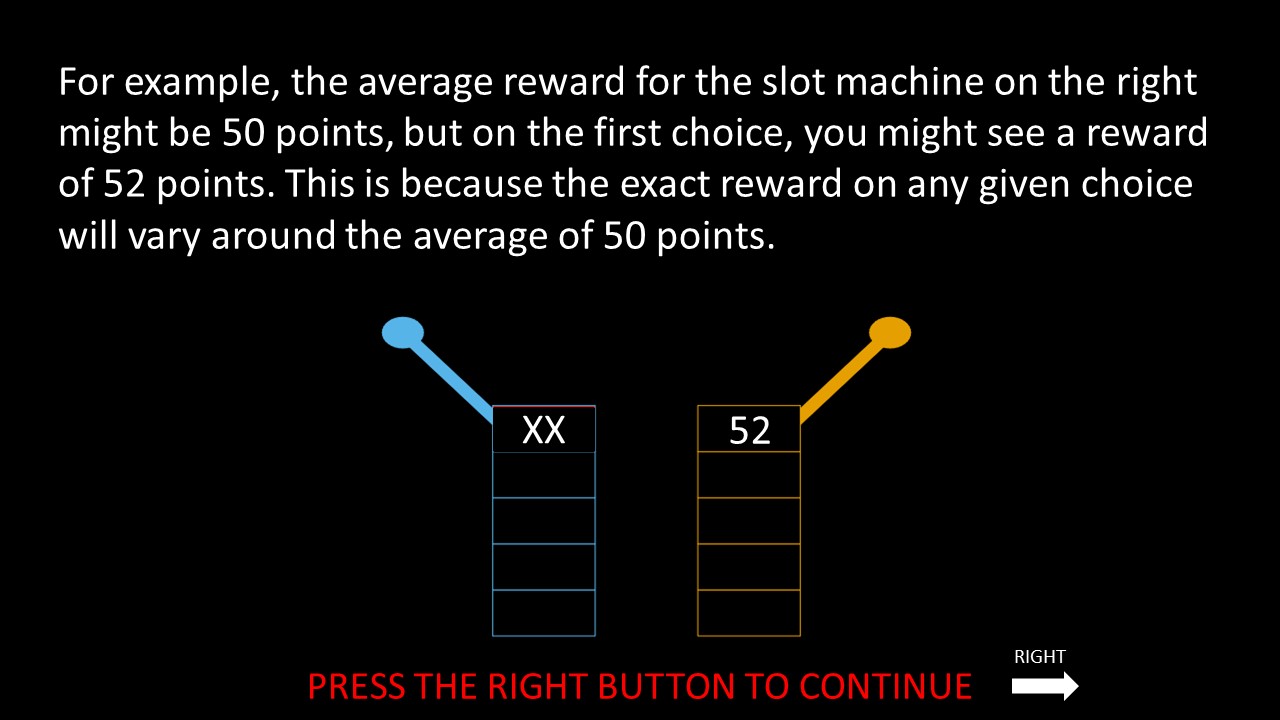 For example, the average reward for the slot machine on the right
might be 50 points, but on the first choice, you might see a reward
of 52 points. This is because the exact reward on any given choice
will vary around the average of 50 points.
XX
52
RIGHT
PRESS THE RIGHT BUTTON TO CONTINUE